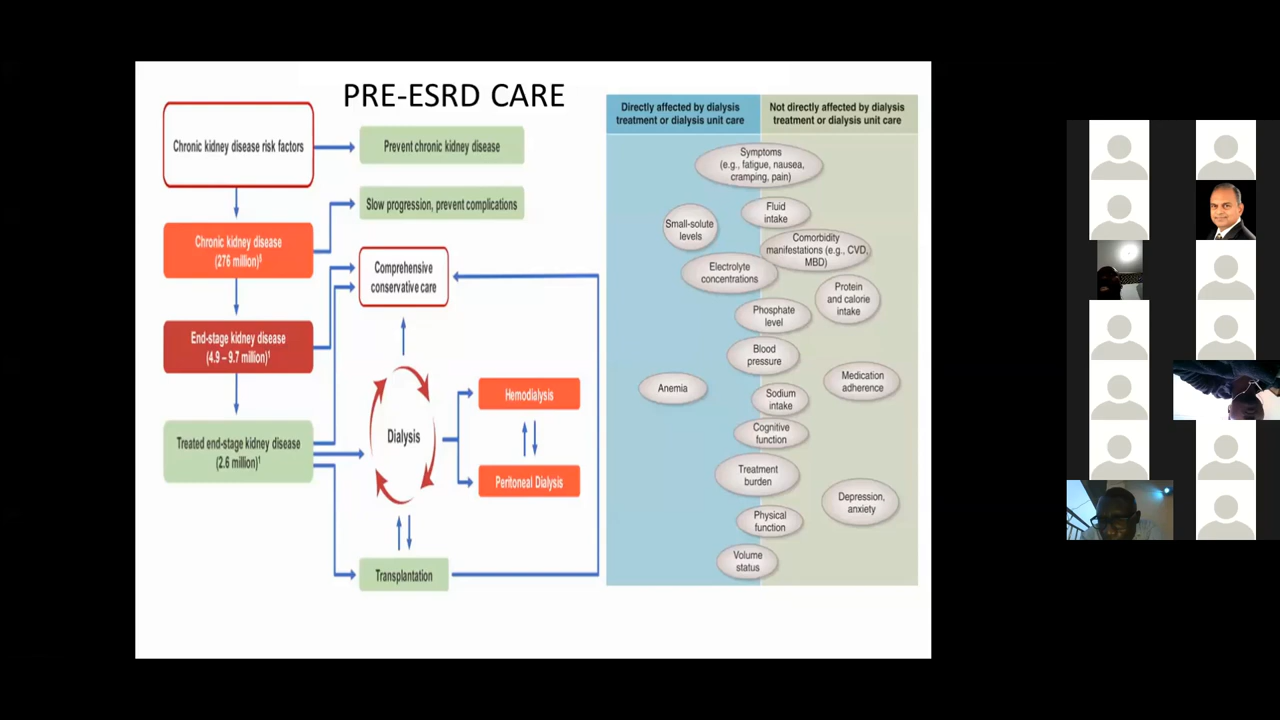 PRE-ESRD CARE
Chronic kidney disease risk factors
Prevent chronic kidney disease
Slow progression, prevent complications
Chronic kidney disease
(276 million)§
Comprehensive
conservative care
End-stage kidney disease
(4.9 – 9.7 million)¶
Treated end-stage kidney disease
(2.6 million)†
Dialysis
Hemodialysis
Peritoneal Dialysis
Transplantation
Directly affected by dialysis
treatment or dialysis unit care
Not directly affected by dialysis
treatment or dialysis unit care
Symptoms
(e.g., fatigue, nausea,
cramping, pain)
Fluid
intake
Small-solute
levels
Comorbidity
manifestations (e.g., CVD,
MBD)
Electrolyte
concentrations
Protein
and calorie
intake
Phosphate
level
Blood
pressure
Medication
adherence
Anemia
Sodium
intake
Cognitive
function
Treatment
burden
Depression,
anxiety
Physical
function
Volume
status